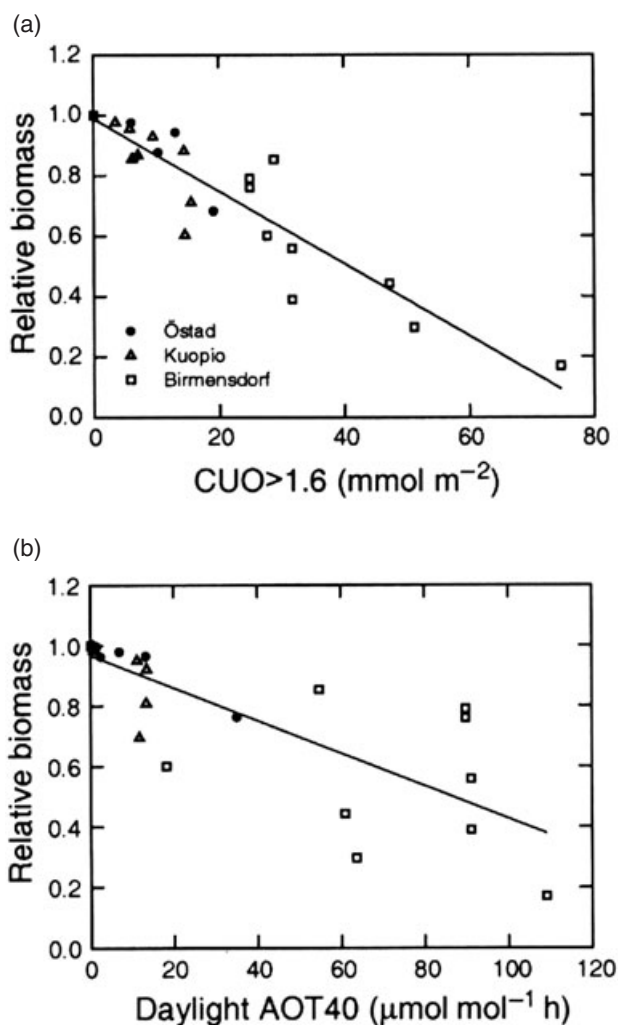 (a)
1.2
1.0
0.8
0.6
0.4
0.2
0.0
Relative biomass
Östad
Kuopio
Birmensdorf
0 20 40 60 80
CUO>1.6 (mmol m⁻²)
(b)
1.2
1.0
0.8
0.6
0.4
0.2
0.0
Relative biomass
0 20 40 60 80 100 120
Daylight AOT40 (μmol mol⁻¹ h)